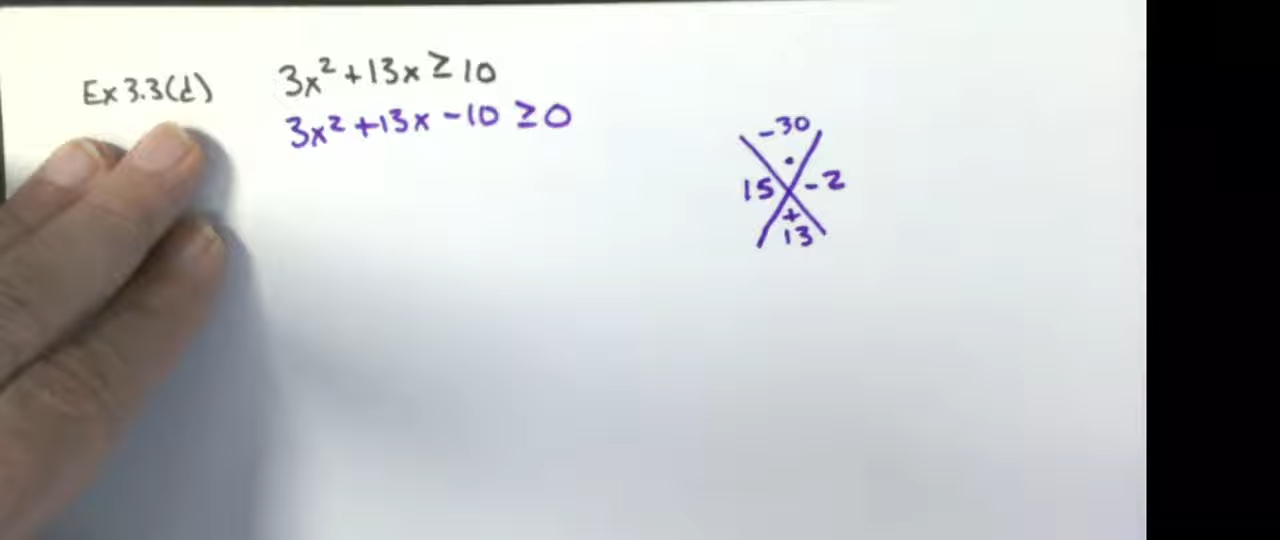 Ex 3.3(d) 3x² + 13x ≥ 10
3x² + 13x - 10 ≥ 0
-30
·
15 -2
+
13